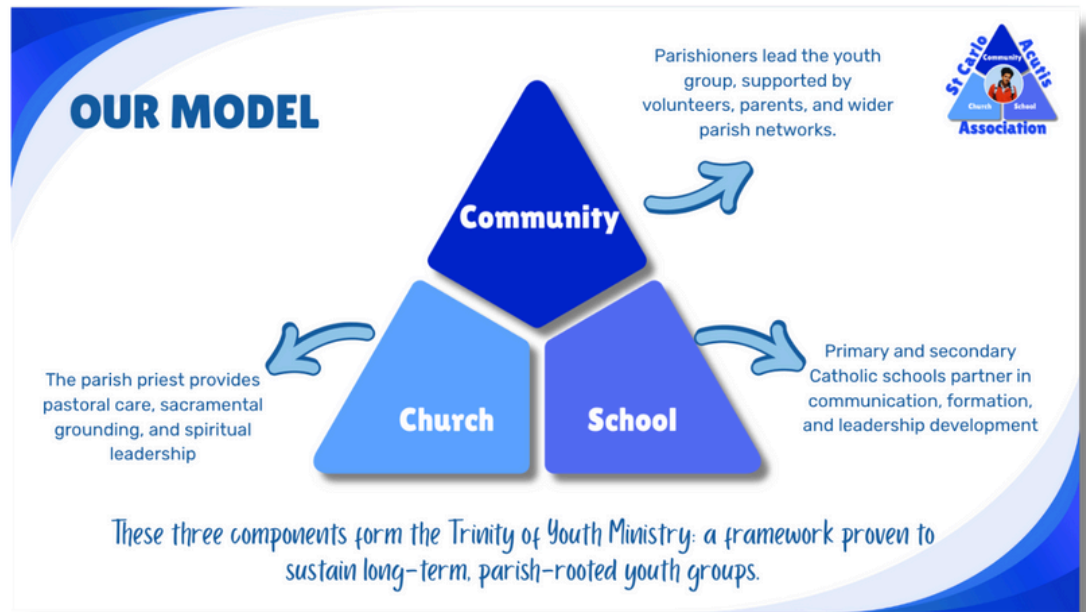 OUR MODEL
Parishioners lead the youth
group, supported by
volunteers, parents, and wider
parish networks.
St Carlo
Acutis
Community
Church
School
Association
Community
The parish priest provides
pastoral care, sacramental
grounding, and spiritual
leadership
Church
School
Primary and secondary
Catholic schools partner in
communication, formation,
and leadership development
These three components form the Trinity of Youth Ministry: a framework proven to
sustain long-term, parish-rooted youth groups.